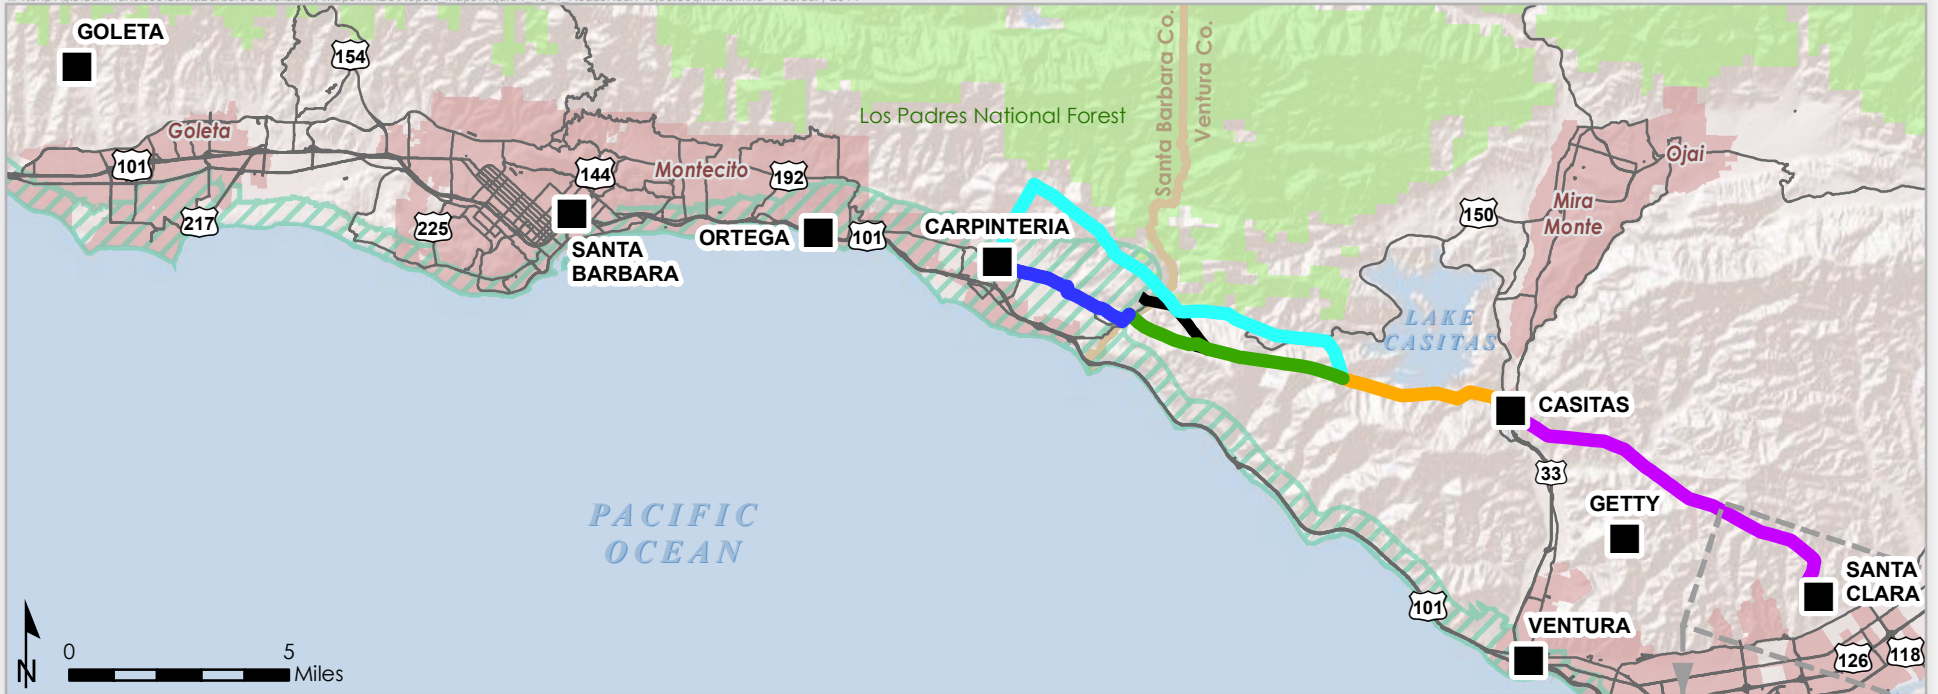 GOLETA
154
Goleta
101
217
225
144
Montecito
192
SANTA
BARBARA
ORTEGA
101
CARPINTERIA
Los Padres National Forest
Santa Barbara Co.
Ventura Co.
150
Ojai
Mira
Monte
LAKE
CASITAS
CASITAS
33
GETTY
SANTA
CLARA
PACIFIC
OCEAN
101
VENTURA
126
118
N
0
5
Miles